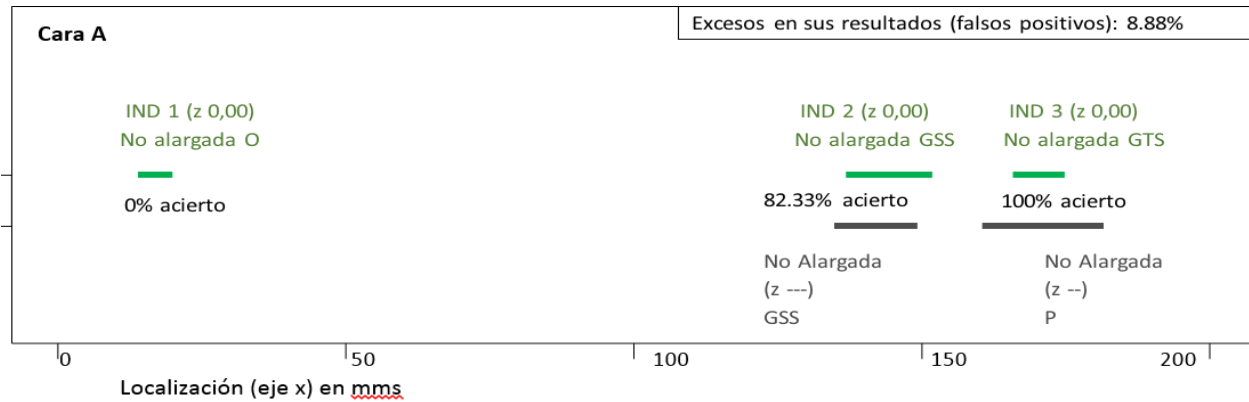 Cara A
Excesos en sus resultados (falsos positivos): 8.88%
IND 1 (z 0,00)
No alargada O
0% acierto
IND 2 (z 0,00)
No alargada GSS
82.33% acierto
IND 3 (z 0,00)
No alargada GTS
100% acierto
No Alargada
(z ---)
GSS
No Alargada
(z --)
P
0
50
100
150
200
Localización (eje x) en mms